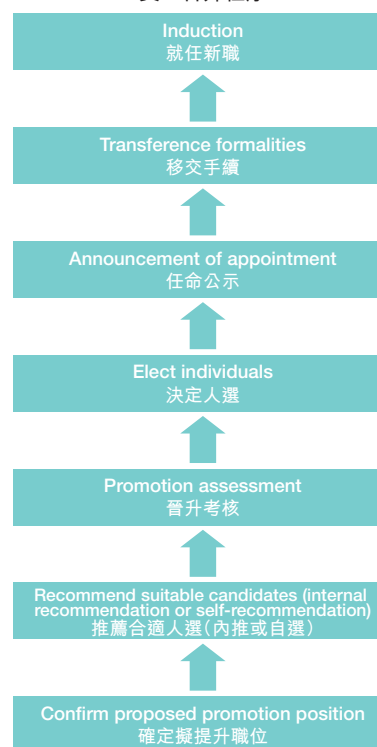 Induction
就任新職
Transference formalities
移交手續
Announcement of appointment
任命公示
Elect individuals
決定人選
Promotion assessment
晉升考核
Recommend suitable candidates (internal
recommendation or self-recommendation)
推薦合適人選(內推或自選)
Confirm proposed promotion position
確定擬提升職位